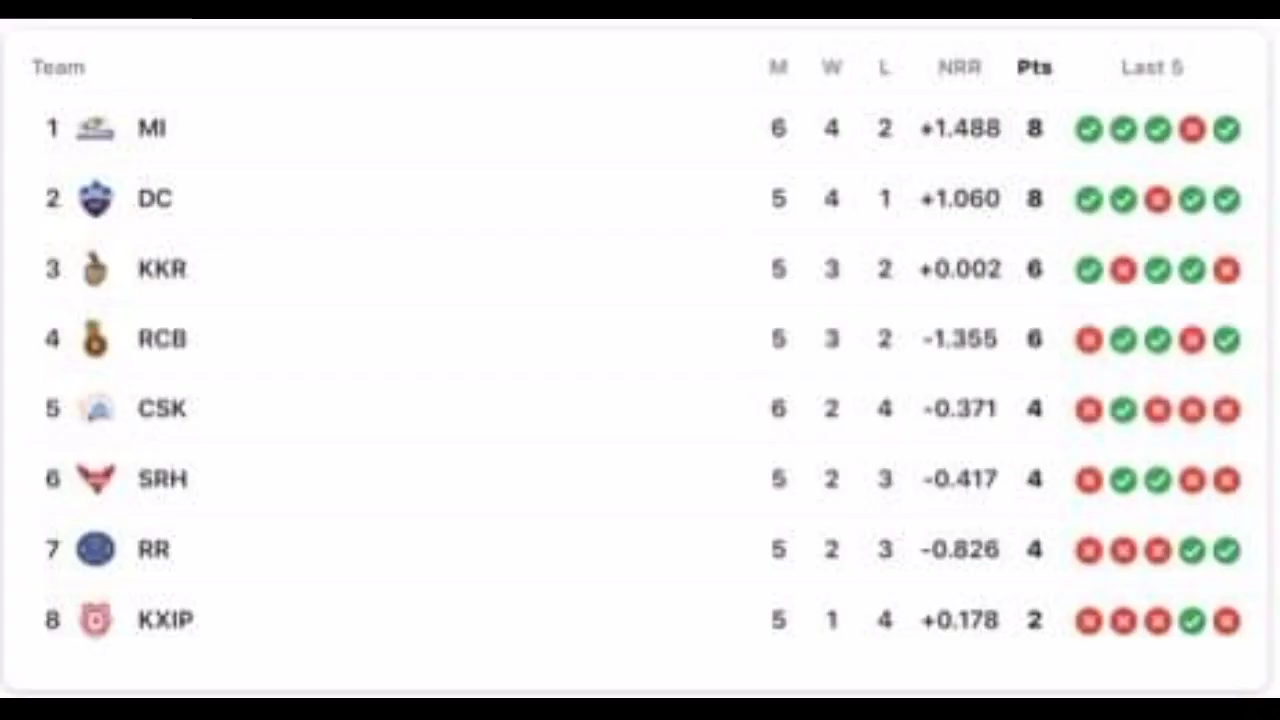 Team M W L NRR Pts Last 5
1 MI 6 4 2 +1.488 8
2 DC 5 4 1 +1.060 8
3 KKR 5 3 2 +0.002 6
4 RCB 5 3 2 -1.355 6
5 CSK 6 2 4 -0.371 4
6 SRH 5 2 3 -0.417 4
7 RR 5 2 3 -0.826 4
8 KXIP 5 1 4 +0.178 2